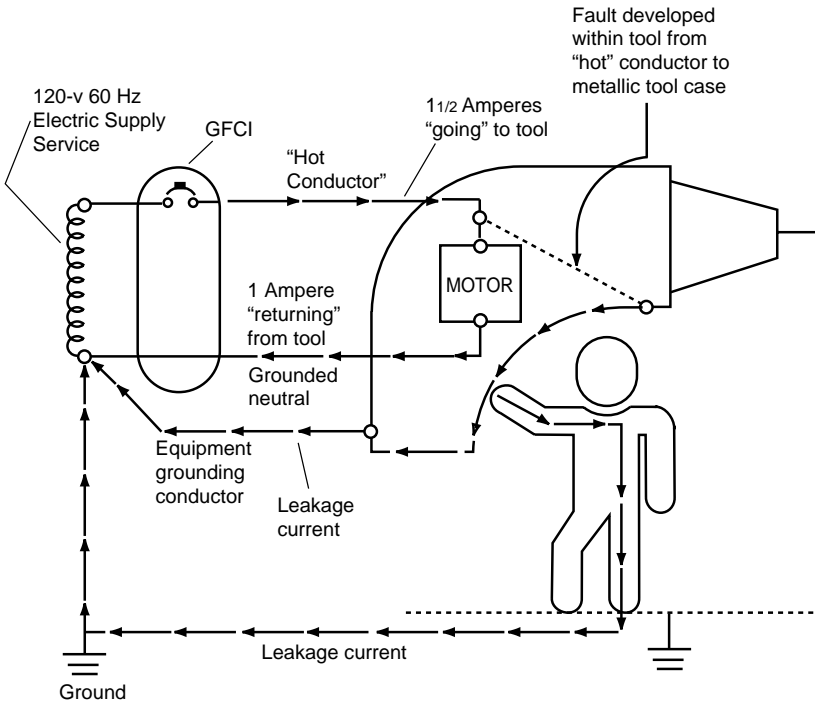 Fault developed
within tool from
“hot” conductor to
metallic tool case
120-v 60 Hz
Electric Supply
Service
GFCI
1 1/2 Amperes
“going” to tool
“Hot
Conductor”
MOTOR
1 Ampere
“returning”
from tool
Grounded
neutral
Equipment
grounding
conductor
Leakage
current
Leakage current
Ground